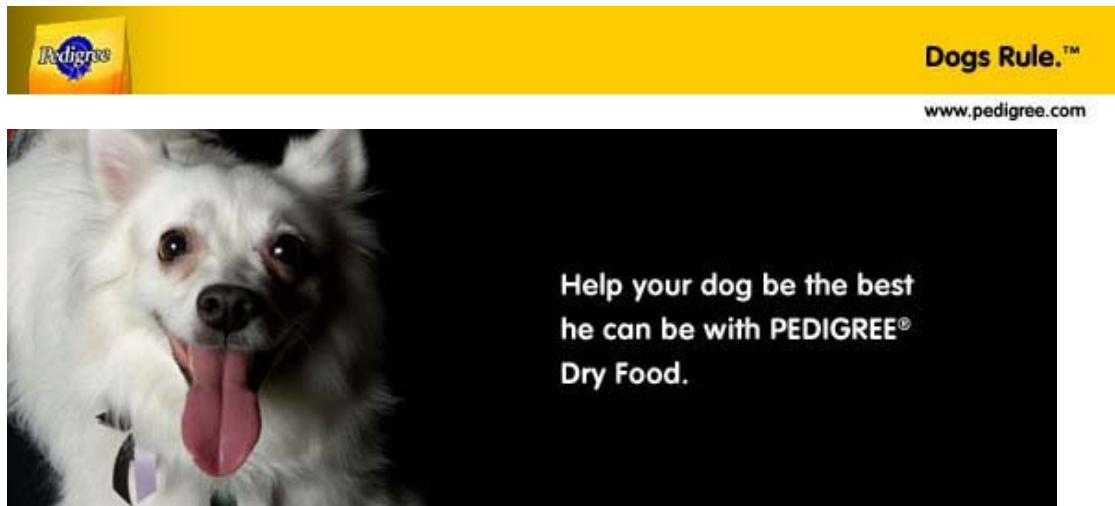 Pedigree
Dogs Rule.™
www.pedigree.com
Help your dog be the best
he can be with PEDIGREE®
Dry Food.